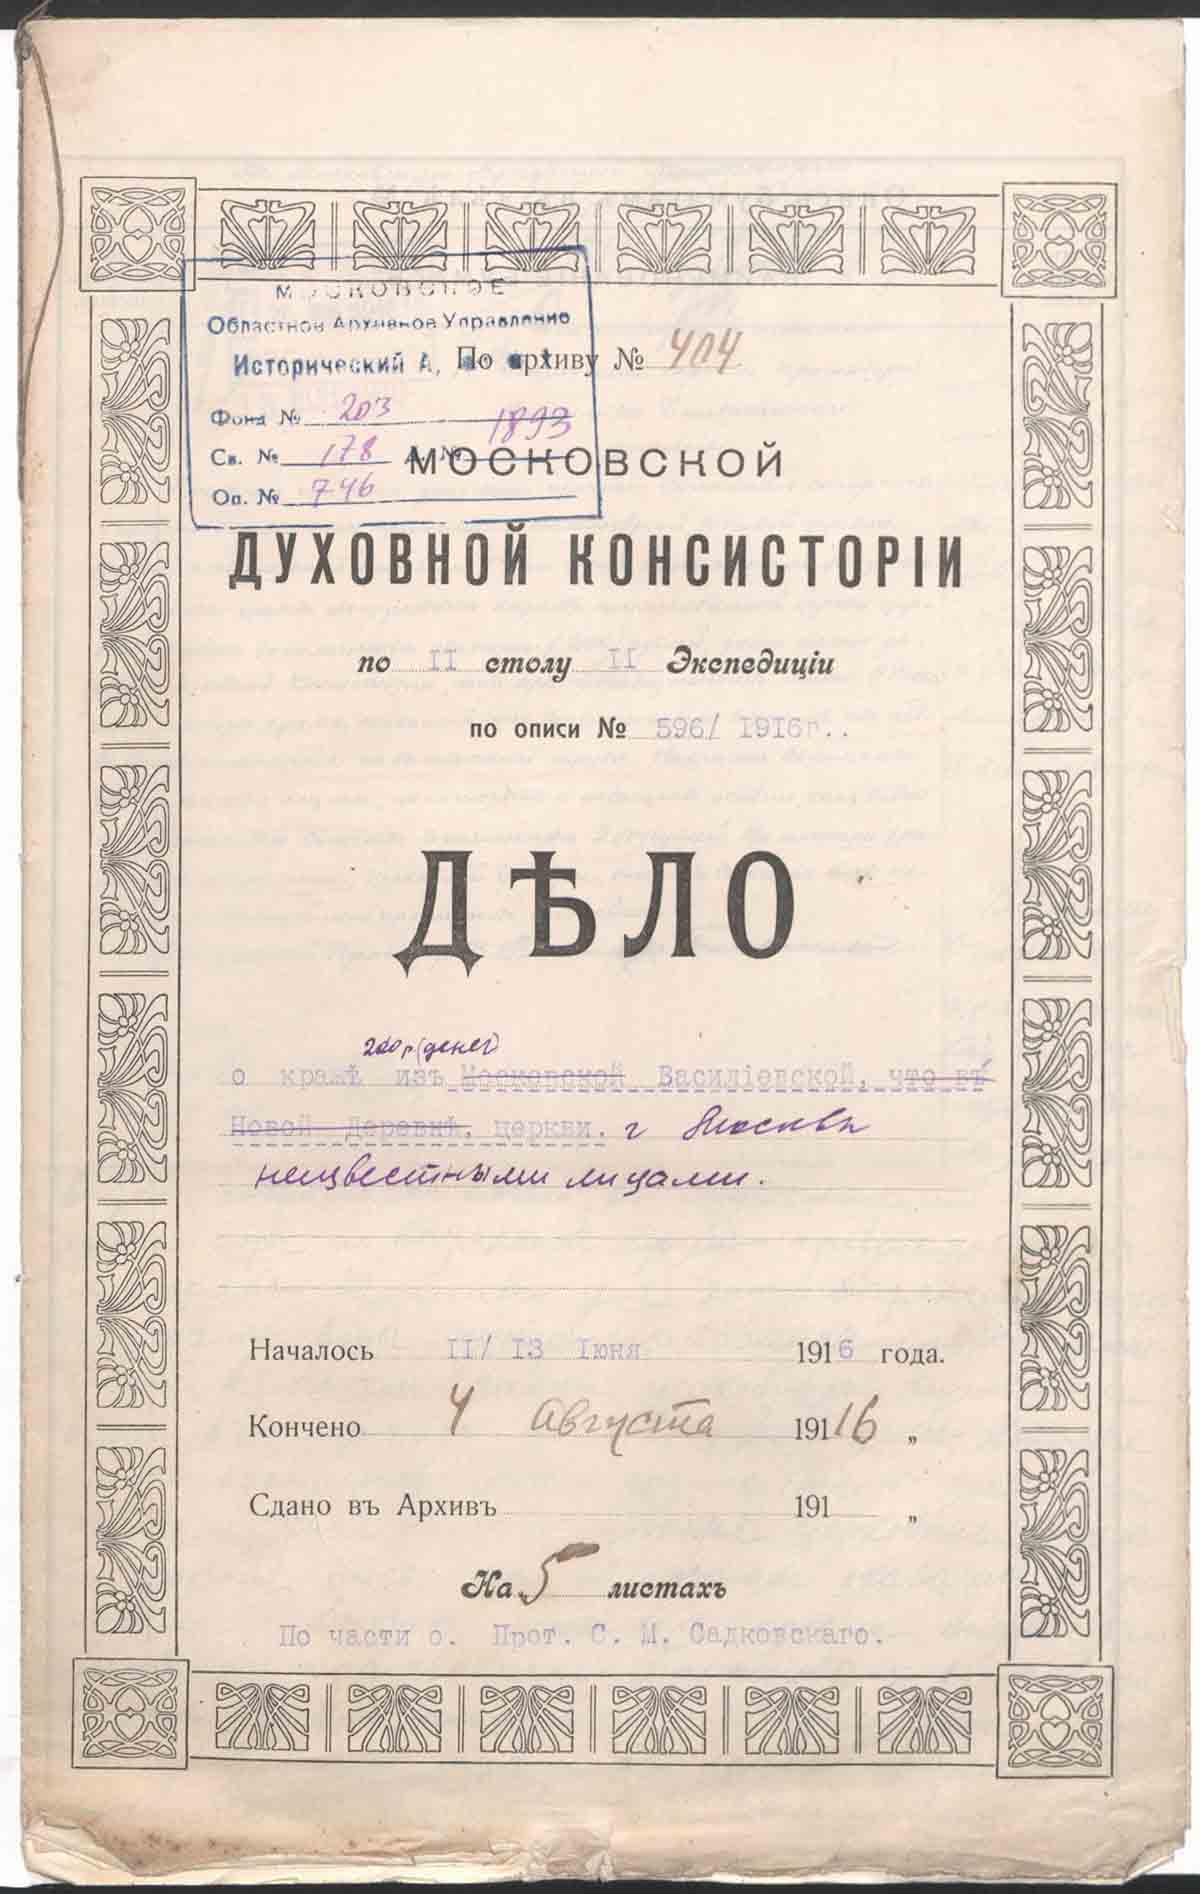 МОСКОВСКОЕ
Областное Архивное Управление
Исторический А,
По архиву № 404
Фонд № 203
1893
Св. № 178
Оп. № 746
МОСКОВСКОЙ
ДУХОВНОЙ КОНСИСТОРІИ
по II столу II Экспедиціи
по описи № 596/ 1916г..
ДѢЛО
200р (денег)
о кражѣ изъ Московской Василіевской, что въ
Новой Деревнѣ, церкви. г Москвы
неизвестными лицами.
Началось II/ 13 Іюня 1916 года.
Кончено 4 Августа 19116 „
Сдано въ Архивъ 191 „
На 5 листахъ
По части о. Прот. С. М. Садковскаго.